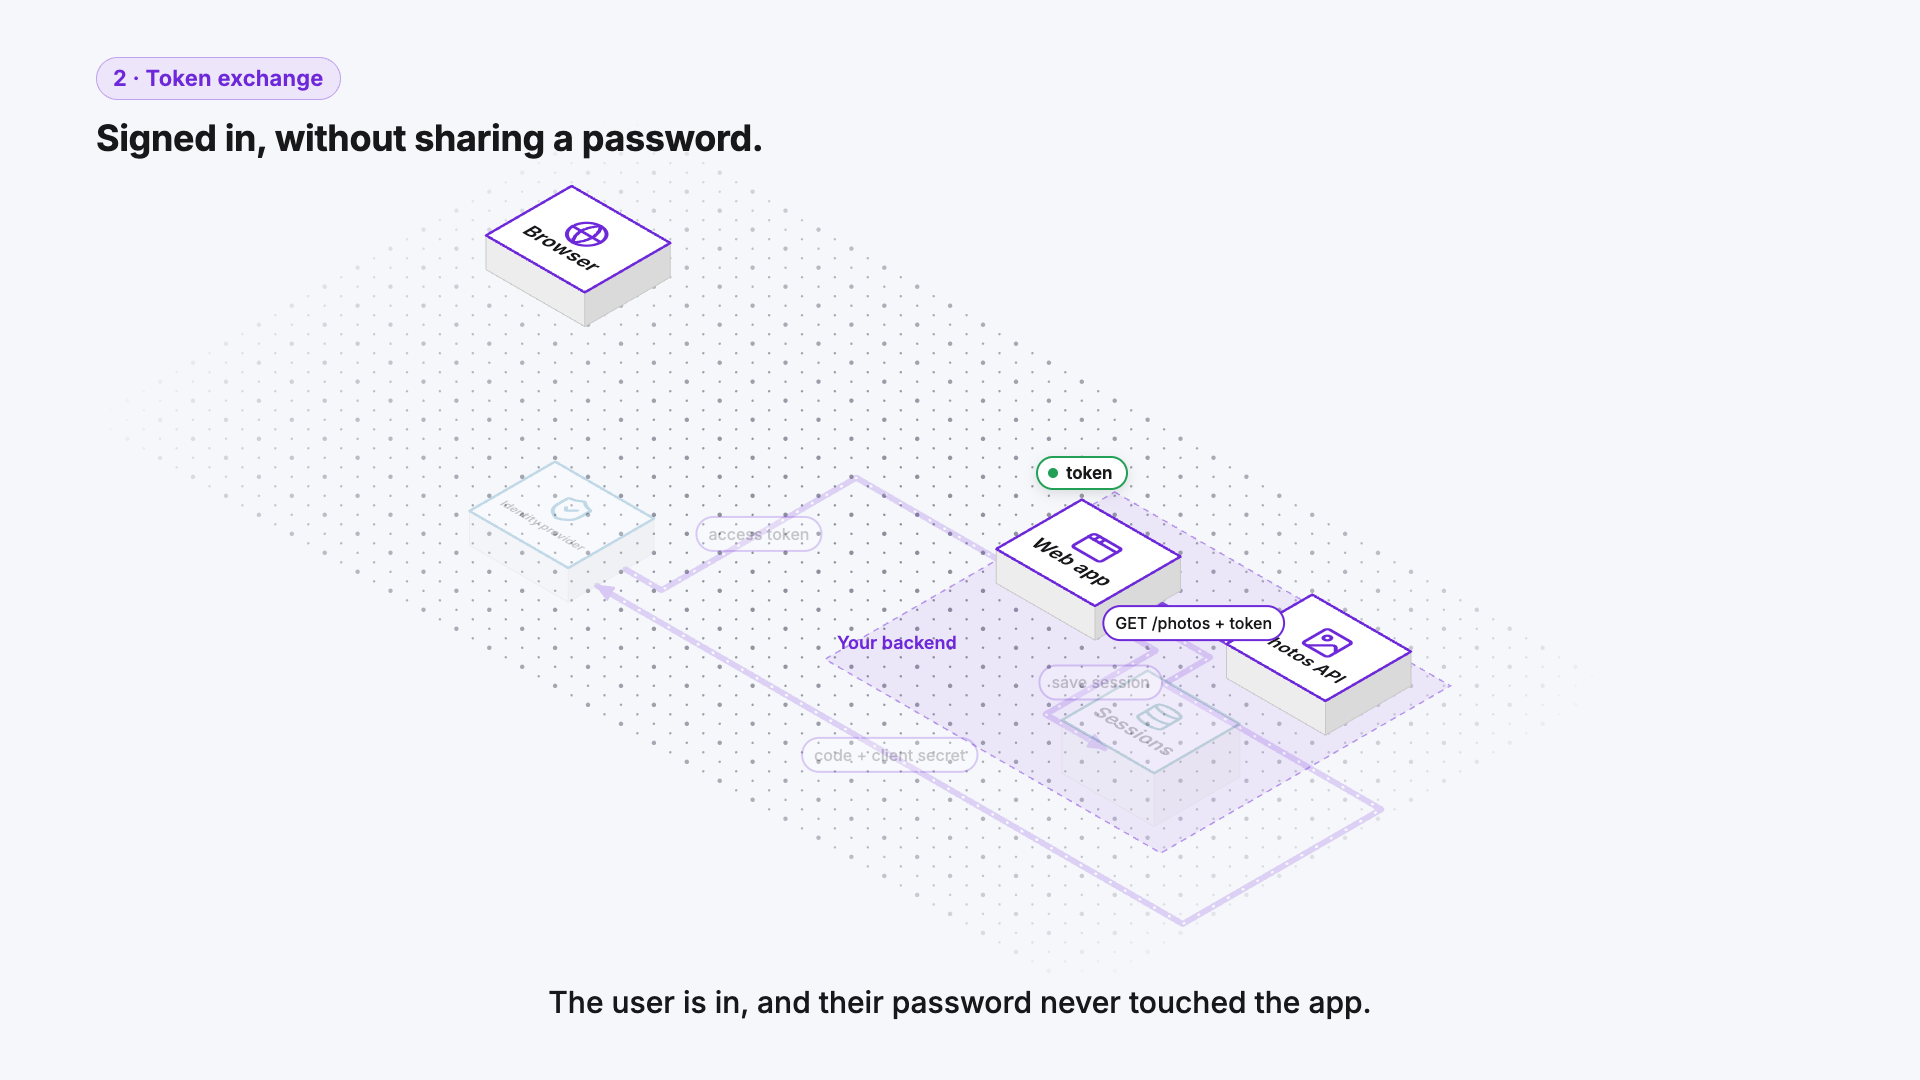 2 · Token exchange
Signed in, without sharing a password.
Browser
token
Identity provider
access token
Web app
GET /photos + token
Your backend
hotos API
save session
Sessions
code + client secret
The user is in, and their password never touched the app.